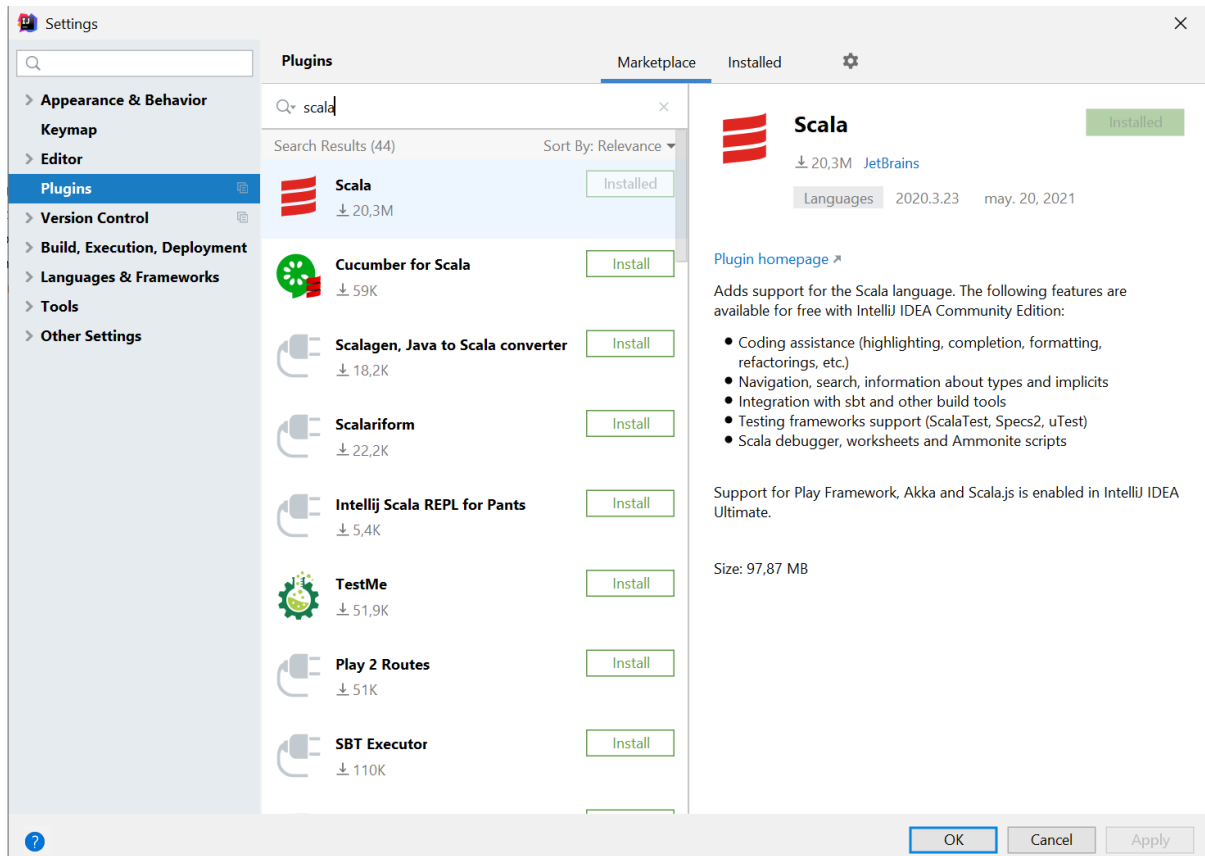 Settings
Plugins
Marketplace
Installed
Appearance & Behavior
Keymap
Editor
Plugins
Version Control
Build, Execution, Deployment
Languages & Frameworks
Tools
Other Settings
scala
Search Results (44)
Sort By: Relevance
Scala
20,3M
Installed
Cucumber for Scala
59K
Install
Scalagen, Java to Scala converter
18,2K
Install
Scalariform
22,2K
Install
Intellij Scala REPL for Pants
5,4K
Install
TestMe
51,9K
Install
Play 2 Routes
51K
Install
SBT Executor
110K
Install
Scala
Installed
20,3M JetBrains
Languages 2020.3.23 may. 20, 2021
Plugin homepage
Adds support for the Scala language. The following features are
available for free with IntelliJ IDEA Community Edition:
Coding assistance (highlighting, completion, formatting,
refactorings, etc.)
Navigation, search, information about types and implicits
Integration with sbt and other build tools
Testing frameworks support (ScalaTest, Specs2, uTest)
Scala debugger, worksheets and Ammonite scripts
Support for Play Framework, Akka and Scala.js is enabled in IntelliJ IDEA
Ultimate.
Size: 97,87 MB
?
OK
Cancel
Apply